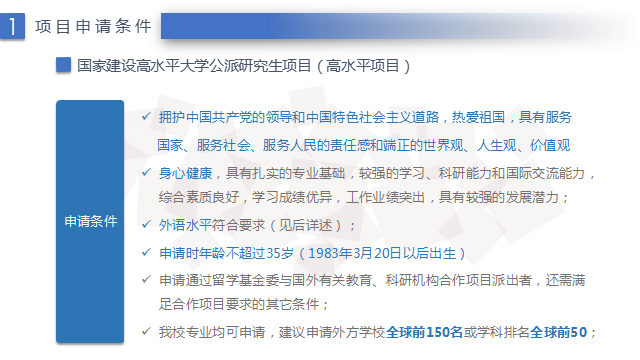 1 项目申请条件
国家建设高水平大学公派研究生项目（高水平项目）
申请条件
✓ 拥护中国共产党的领导和中国特色社会主义道路，热爱祖国，具有服务
国家、服务社会、服务人民的责任感和端正的世界观、人生观、价值观
✓ 身心健康，具有扎实的专业基础，较强的学习、科研能力和国际交流能力，
综合素质良好，学习成绩优异，工作业绩突出，具有较强的发展潜力；
✓ 外语水平符合要求（见后详述）；
✓ 申请时年龄不超过35岁（1983年3月20日以后出生）
✓ 申请通过留学基金委与国外有关教育、科研机构合作项目派出者，还需满
足合作项目要求的其它条件；
✓ 我校专业均可申请，建议申请外方学校全球前150名或学科排名全球前50；